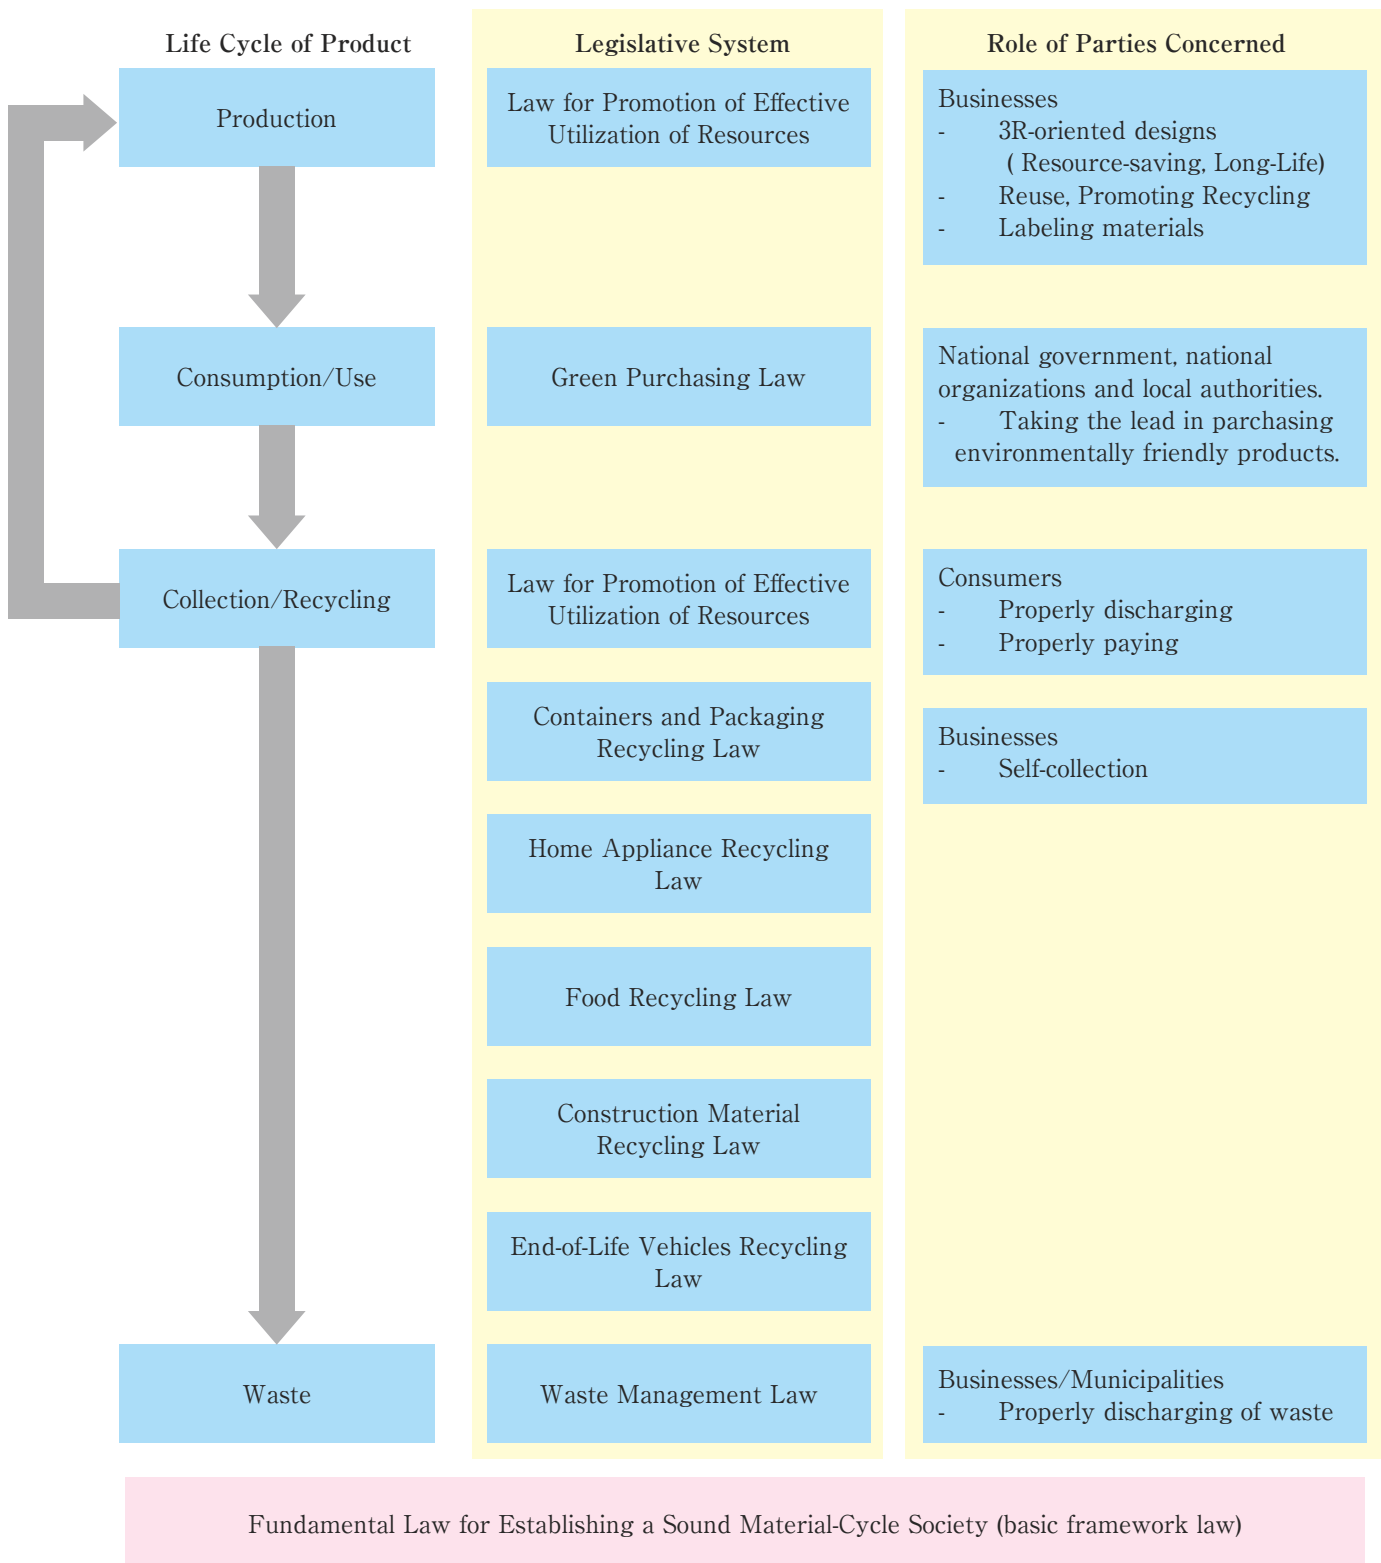 Life Cycle of Product
Legislative System
Role of Parties Concerned
Production
Law for Promotion of Effective
Utilization of Resources
Businesses
- 3R-oriented designs
( Resource-saving, Long-Life)
- Reuse, Promoting Recycling
- Labeling materials
Consumption/Use
Green Purchasing Law
National government, national
organizations and local authorities.
- Taking the lead in parchasing
environmentally friendly products.
Collection/Recycling
Law for Promotion of Effective
Utilization of Resources
Consumers
- Properly discharging
- Properly paying
Containers and Packaging
Recycling Law
Businesses
- Self-collection
Home Appliance Recycling
Law
Food Recycling Law
Construction Material
Recycling Law
End-of-Life Vehicles Recycling
Law
Waste
Waste Management Law
Businesses/Municipalities
- Properly discharging of waste
Fundamental Law for Establishing a Sound Material-Cycle Society (basic framework law)